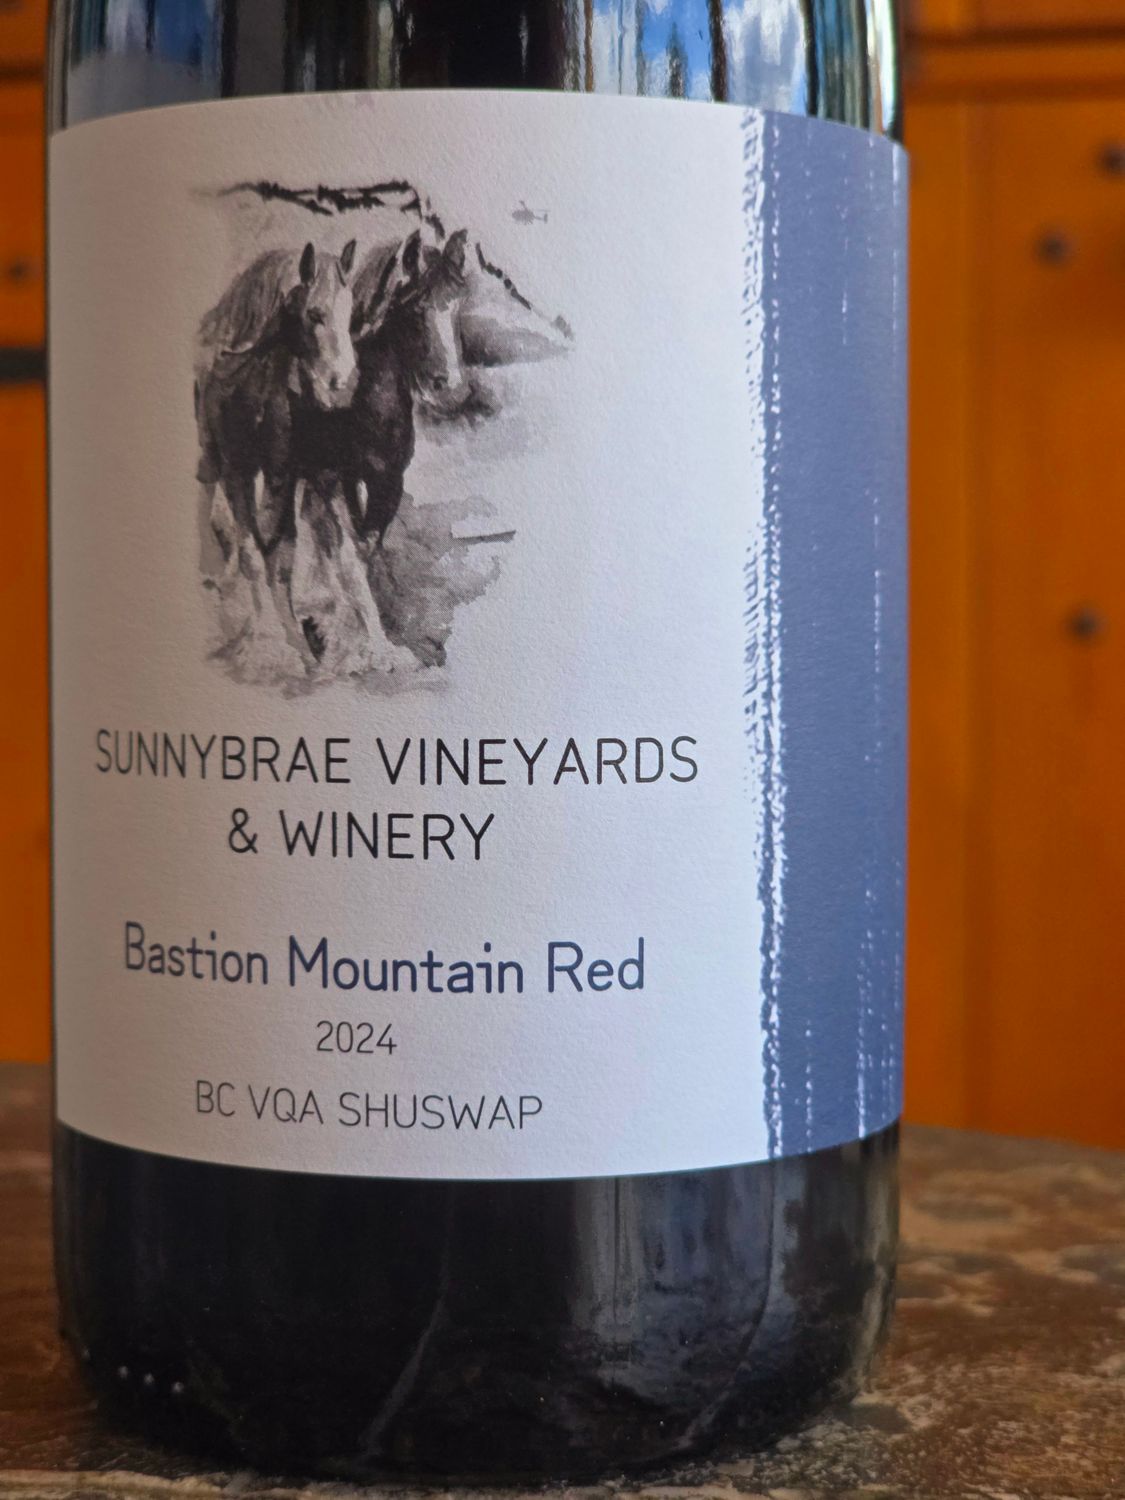 SUNNYBRAE VINEYARDS
& WINERY
Bastion Mountain Red
2024
BC VQA SHUSWAP